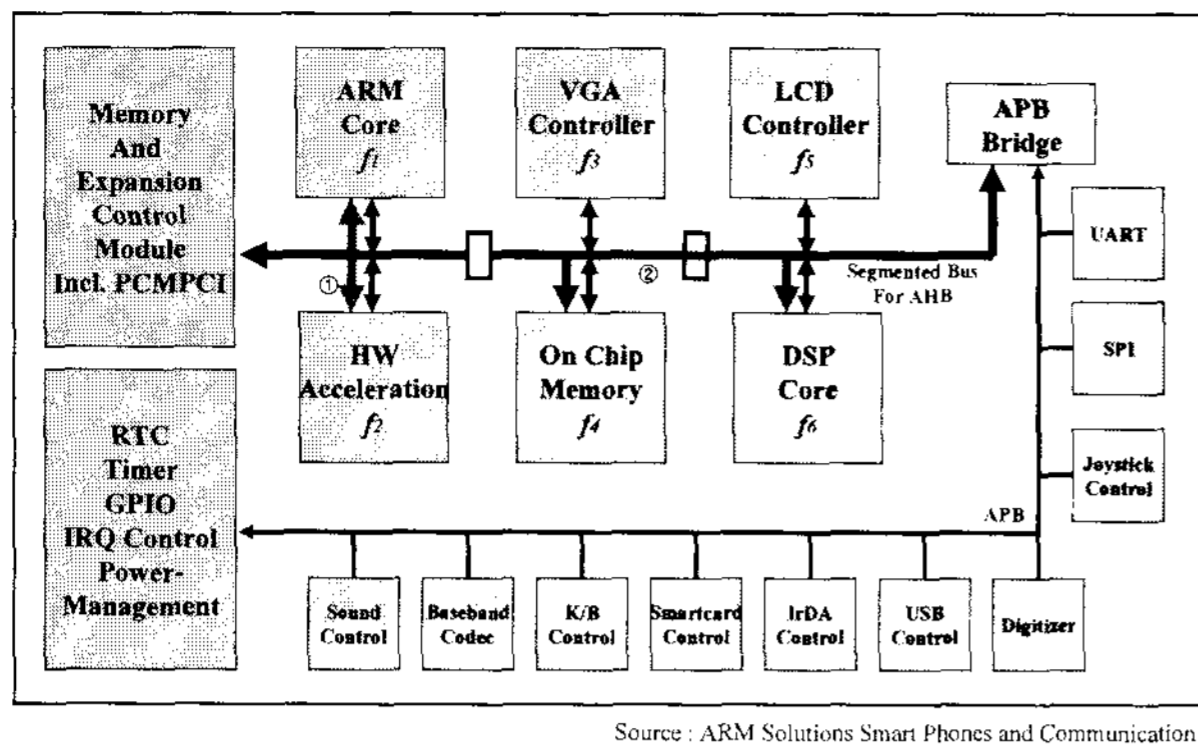 Memory
And
Expansion
Control
Module
Incl. PCMPCI
ARM
Core
f1
VGA
Controller
f3
LCD
Controller
f5
APB
Bridge
①
②
Segmented Bus
For AHB
HW
Acceleration
f2
On Chip
Memory
f4
DSP
Core
f6
UART
SPI
Joystick
Control
RTC
Timer
GPIO
IRQ Control
Power-
Management
APB
Sound
Control
Baseband
Codec
K/B
Control
Smartcard
Control
IrDA
Control
USB
Control
Digitizer
Source : ARM Solutions Smart Phones and Communication